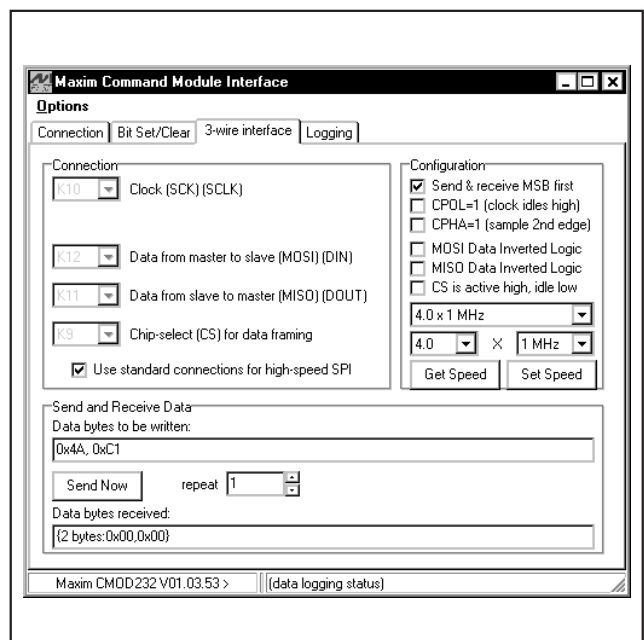 Maxim Command Module Interface
Options
Connection Bit Set/Clear 3-wire interface Logging
Connection
K10 Clock (SCK) (SCLK)
K12 Data from master to slave (MOSI) (DIN)
K11 Data from slave to master (MISO) (DOUT)
K9 Chip-select (CS) for data framing
Use standard connections for high-speed SPI
Configuration
Send & receive MSB first
CPOL=1 (clock idles high)
CPHA=1 (sample 2nd edge)
MOSI Data Inverted Logic
MISO Data Inverted Logic
CS is active high, idle low
4.0 x 1 MHz
4.0 X 1 MHz
Get Speed Set Speed
Send and Receive Data
Data bytes to be written:
0x4A, 0xC1
Send Now repeat 1
Data bytes received:
{2 bytes:0x00,0x00}
Maxim CMOD232 V01.03.53 > (data logging status)